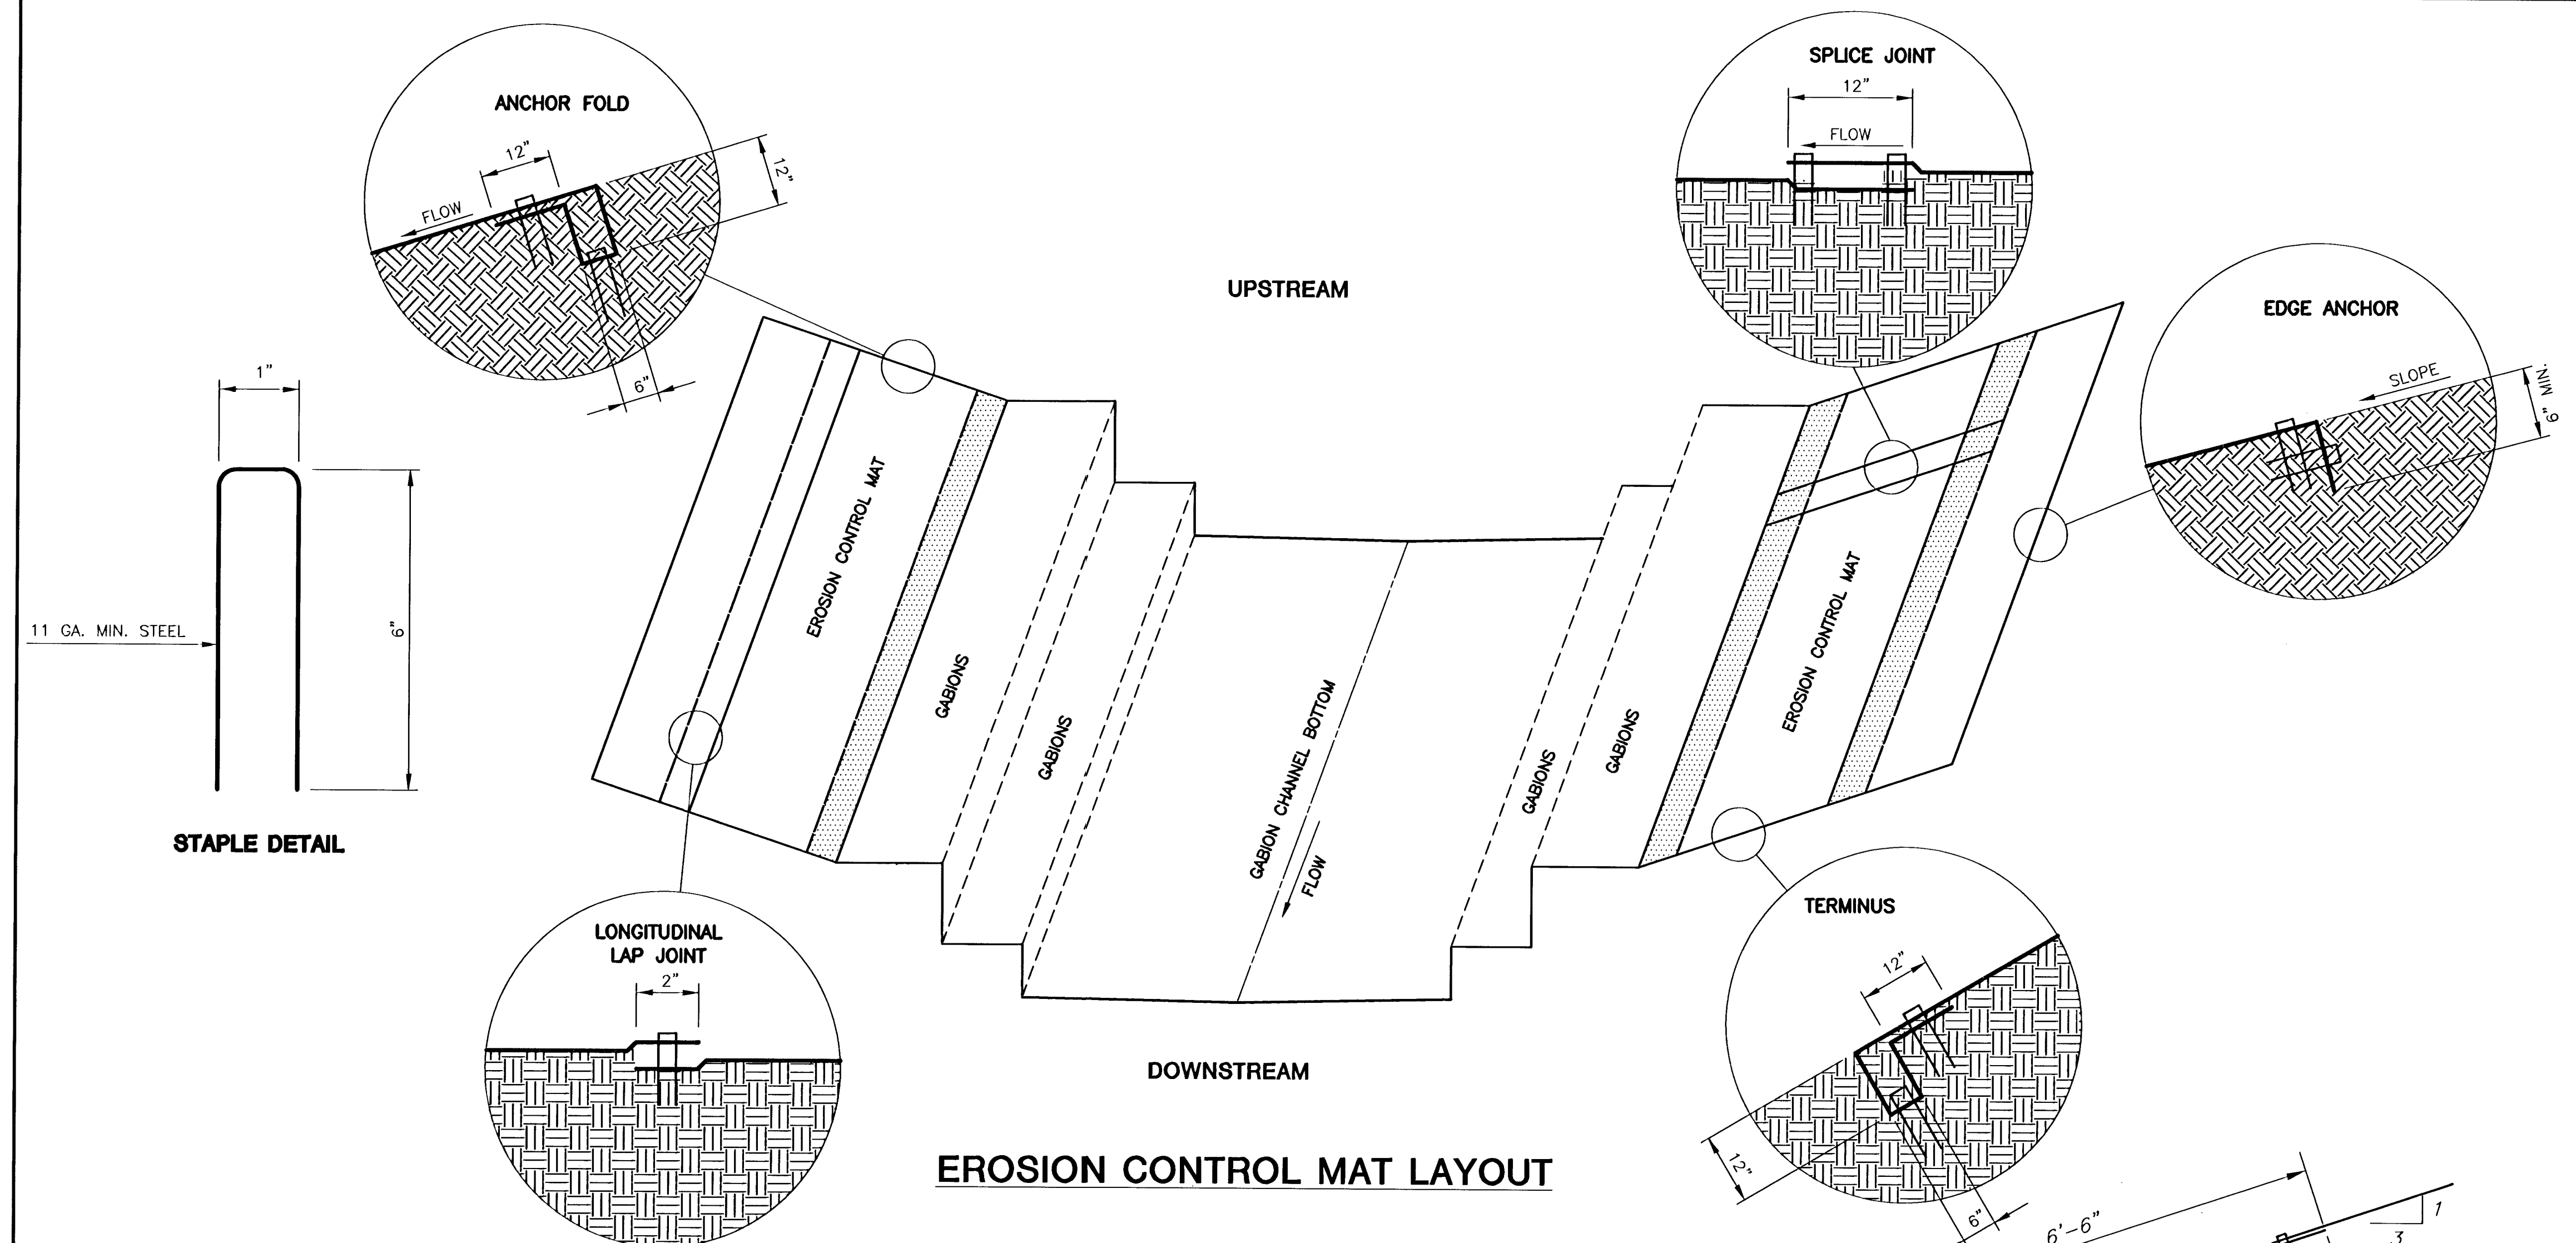 ANCHOR FOLD
12"
12"
FLOW
6"
SPLICE JOINT
12"
FLOW
UPSTREAM
EDGE ANCHOR
SLOPE
6" MIN.
1"
6"
11 GA. MIN. STEEL
STAPLE DETAIL
EROSION CONTROL MAT
GABIONS
GABIONS
GABION CHANNEL BOTTOM
FLOW
GABIONS
GABIONS
EROSION CONTROL MAT
LONGITUDINAL
LAP JOINT
2"
TERMINUS
12"
12"
6"
DOWNSTREAM
EROSION CONTROL MAT LAYOUT
6'-6"
1
3